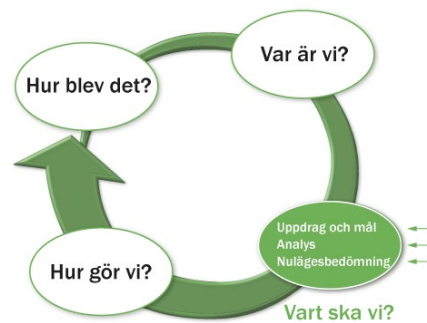 Var är vi?
Hur blev det?
Uppdrag och mål
Analys
Nulägesbedömning
Hur gör vi?
Vart ska vi?